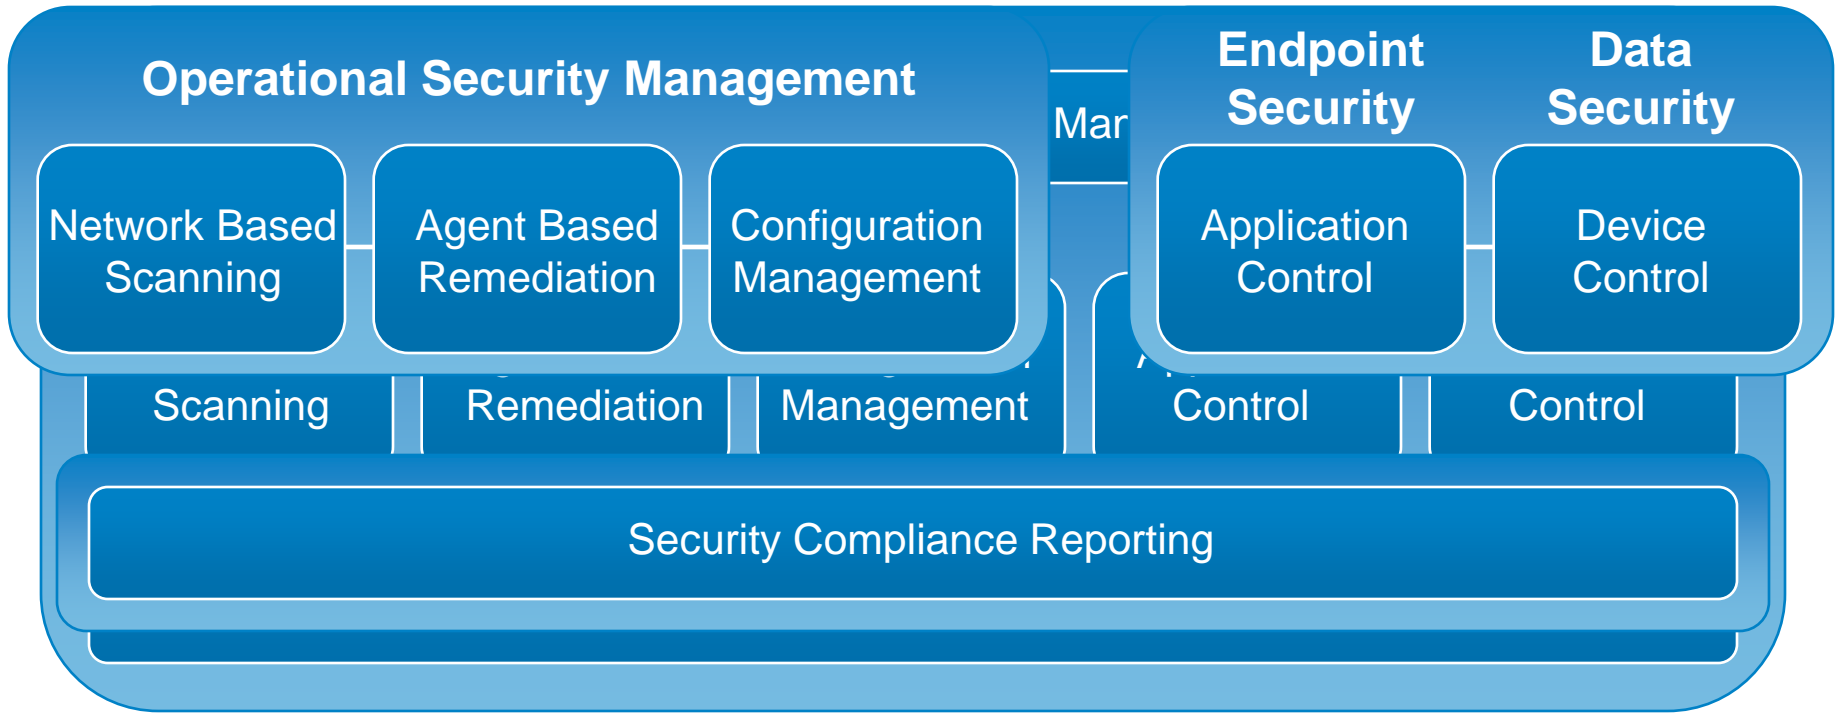 Operational Security Management
Endpoint
Security
Data
Security
Network Based
Scanning
Agent Based
Remediation
Configuration
Management
Application
Control
Device
Control
Scanning
Remediation
Management
Control
Control
Security Compliance Reporting